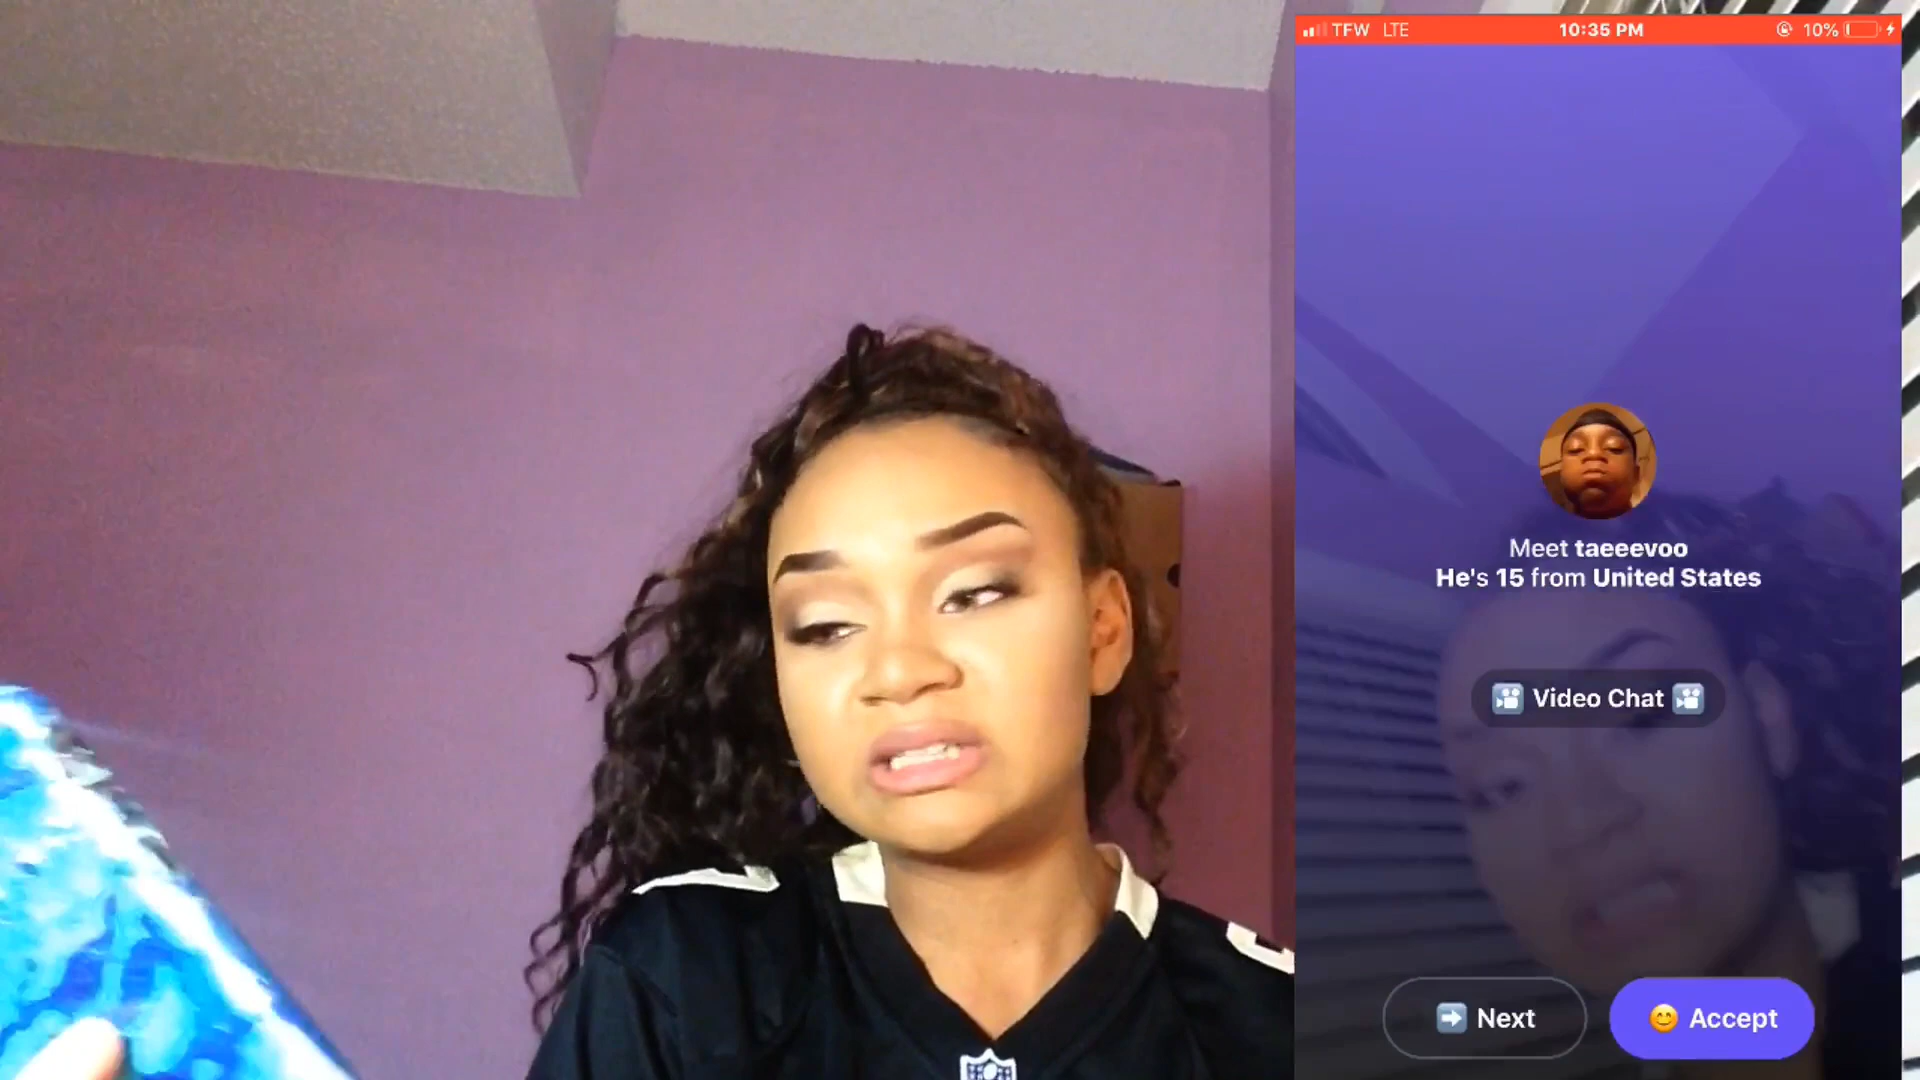 TFW LTE 10:35 PM 10%
Meet taeeevoo
He's 15 from United States
Video Chat
Next
Accept